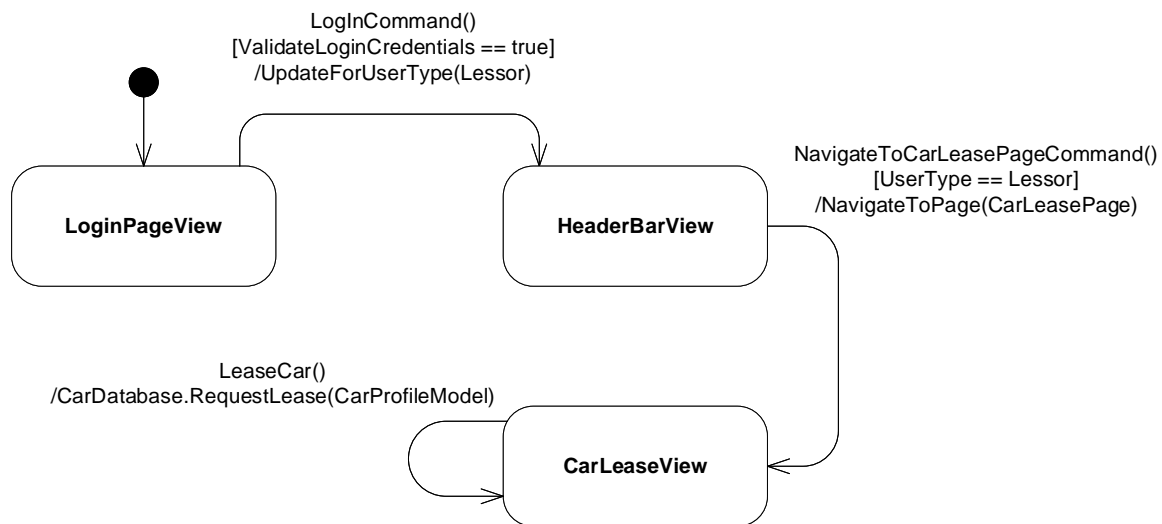 LogInCommand()
[ValidateLoginCredentials == true]
/UpdateForUserType(Lessor)
NavigateToCarLeasePageCommand()
[UserType == Lessor]
/NavigateToPage(CarLeasePage)
LoginPageView
HeaderBarView
LeaseCar()
/CarDatabase.RequestLease(CarProfileModel)
CarLeaseView